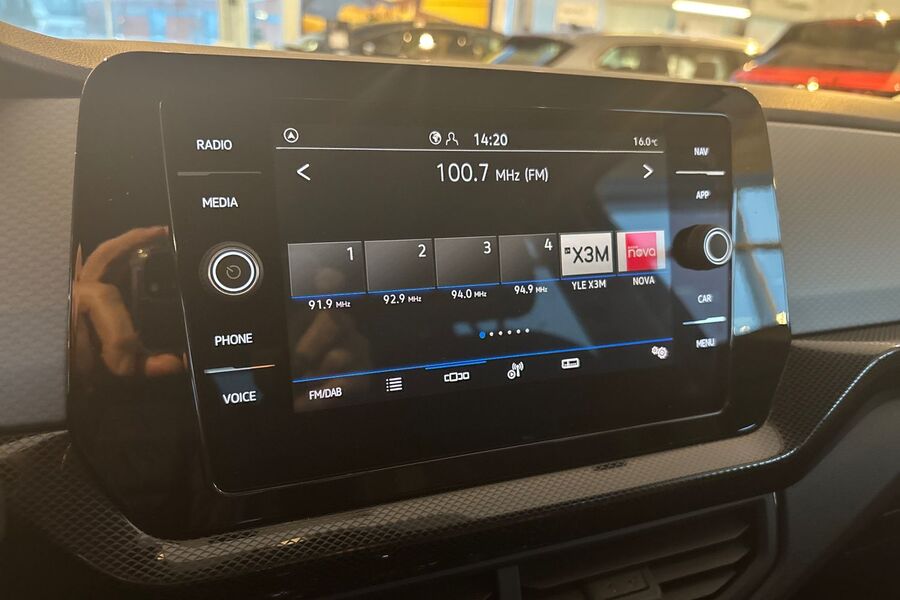 RADIO
MEDIA
PHONE
VOICE
14:20
16.0°C
100.7 MHz (FM)
1
2
3
4
X3M
nova
91.9 MHz
92.9 MHz
94.0 MHz
94.9 MHz
YLE X3M
NOVA
FM/DAB
NAV
APP
CAR
MENU